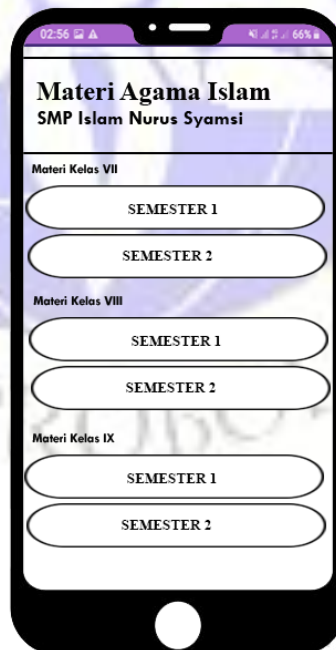 02:56 66%
Materi Agama Islam
SMP Islam Nurus Syamsi
Materi Kelas VII
SEMESTER 1
SEMESTER 2
Materi Kelas VIII
SEMESTER 1
SEMESTER 2
Materi Kelas IX
SEMESTER 1
SEMESTER 2